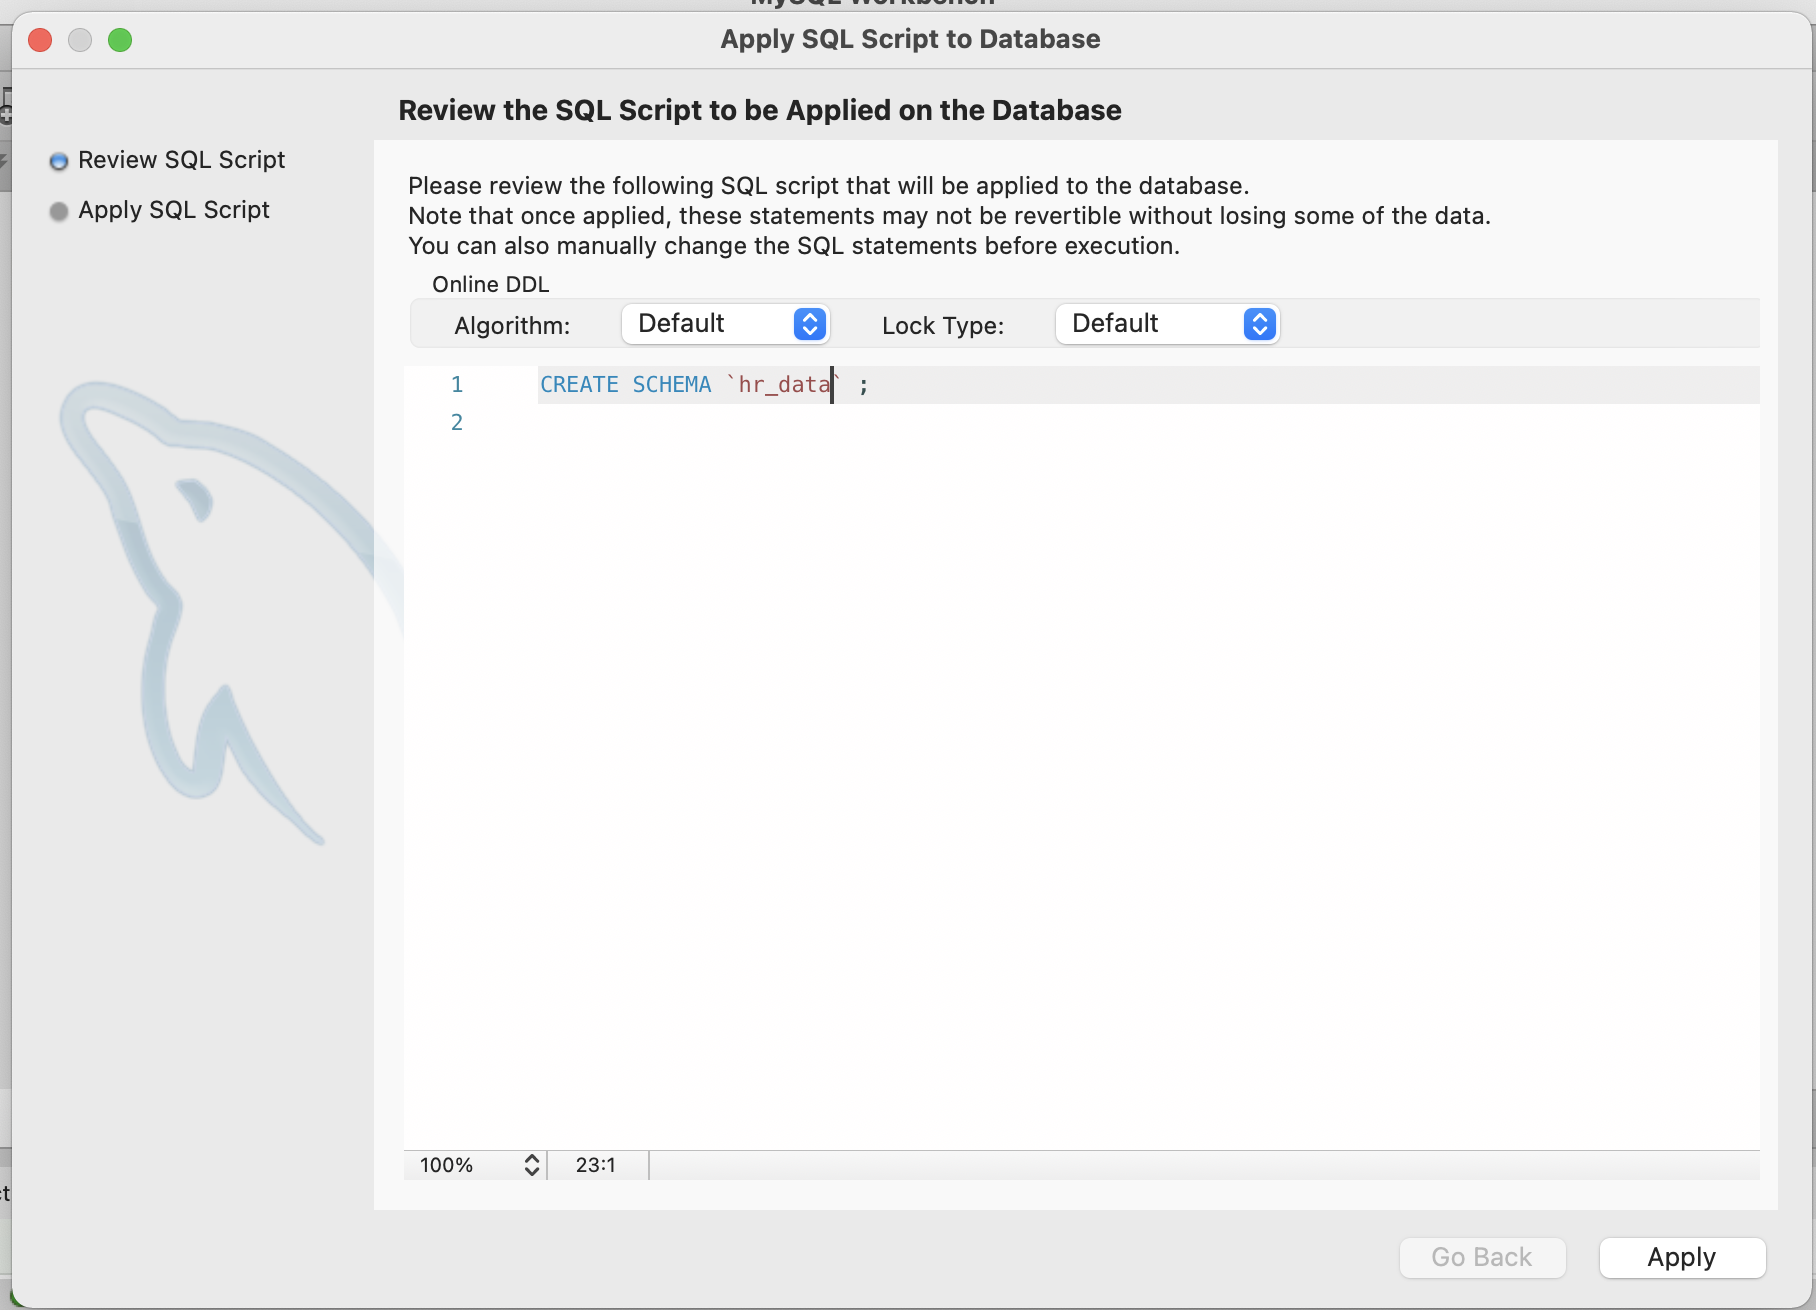 MySQL Workbench
Apply SQL Script to Database
Review the SQL Script to be Applied on the Database
Review SQL Script
Apply SQL Script
Please review the following SQL script that will be applied to the database.
Note that once applied, these statements may not be revertible without losing some of the data.
You can also manually change the SQL statements before execution.
Online DDL
Algorithm: Default Lock Type: Default
1 CREATE SCHEMA `hr_data` ;
2
100% 23:1
Go Back Apply